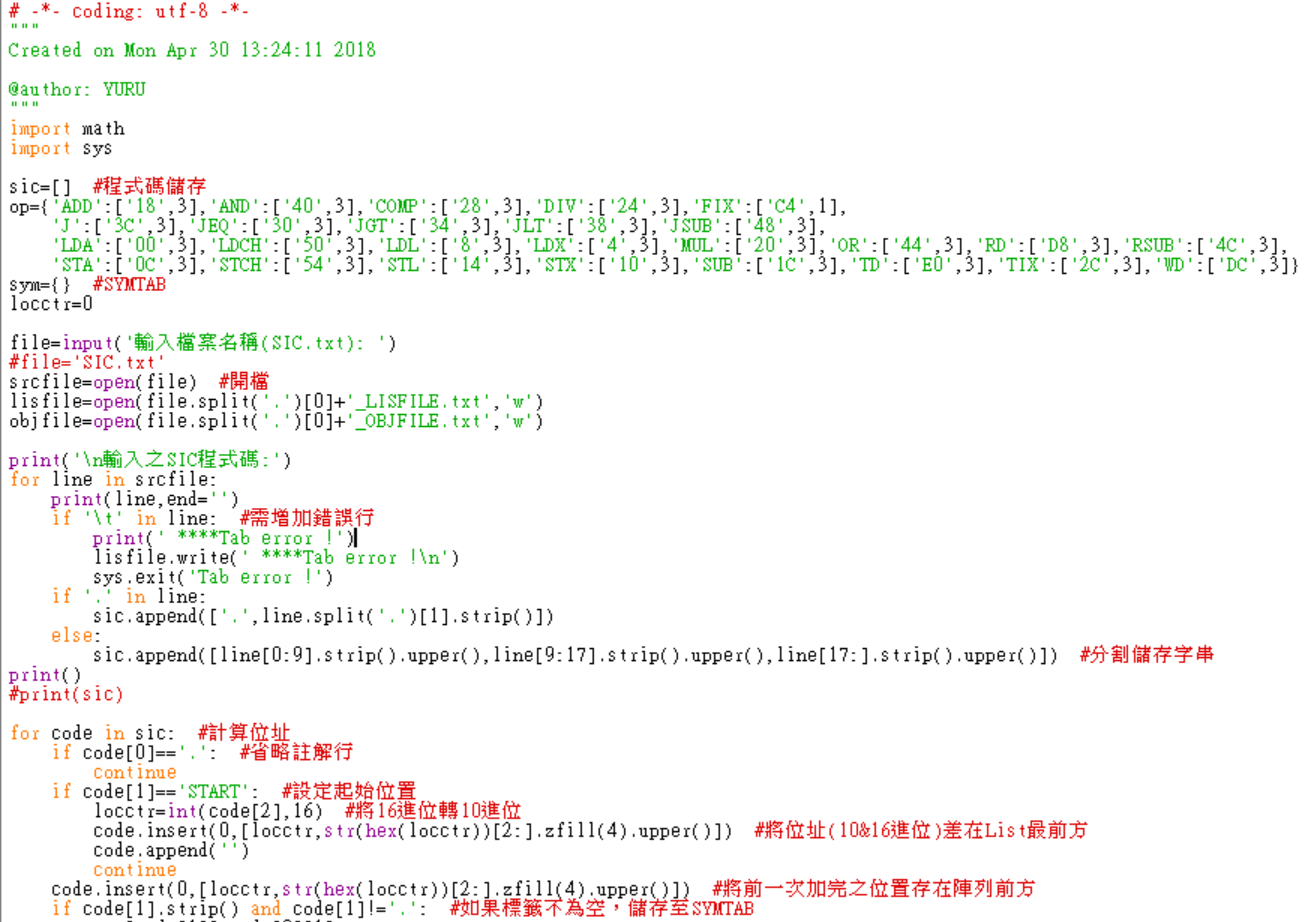 # -*- coding: utf-8 -*-
"""
Created on Mon Apr 30 13:24:11 2018

@author: YURU
"""
import math
import sys

sic=[]  #程式碼儲存
op={'ADD':['18',3],'AND':['40',3],'COMP':['28',3],'DIV':['24',3],'FIX':['C4',1],
    'J':['3C',3],'JEQ':['30',3],'JGT':['34',3],'JLT':['38',3],'JSUB':['48',3],
    'LDA':['00',3],'LDCH':['50',3],'LDL':['8',3],'LDX':['4',3],'MUL':['20',3],'OR':['44',3],'RD':['D8',3],'RSUB':['4C',3],
    'STA':['0C',3],'STCH':['54',3],'STL':['14',3],'STX':['10',3],'SUB':['1C',3],'TD':['E0',3],'TIX':['2C',3],'WD':['DC',3]}
sym={}  #SYMTAB
locctr=0

file=input('輸入檔案名稱(SIC.txt): ')
#file='SIC.txt'
srcfile=open(file)  #開檔
lisfile=open(file.split('.')[0]+'_LISFILE.txt','w')
objfile=open(file.split('.')[0]+'_OBJFILE.txt','w')

print('\n輸入之SIC程式碼:')
for line in srcfile:
    print(line,end='')
    if '\t' in line:  #需增加錯誤行
        print(' ****Tab error !')
        lisfile.write(' ****Tab error !\n')
        sys.exit('Tab error !')
    if '.' in line:
        sic.append(['.',line.split('.')[1].strip()])
    else:
        sic.append([line[0:9].strip().upper(),line[9:17].strip().upper(),line[17:].strip().upper()])  #分割儲存字串
print()
#print(sic)

for code in sic:  #計算位址
    if code[0]=='.':  #省略註解行
        continue
    if code[1]=='START':  #設定起始位置
        locctr=int(code[2],16)  #將16進位轉10進位
        code.insert(0,[locctr,str(hex(locctr))[2:].zfill(4).upper()])  #將位址(10&16進位)差在List最前方
        code.append('')
        continue
    code.insert(0,[locctr,str(hex(locctr))[2:].zfill(4).upper()])  #將前一次加完之位置存在陣列前方
    if code[1].strip() and code[1]!='.':  #如果標籤不為空，儲存至SYMTAB